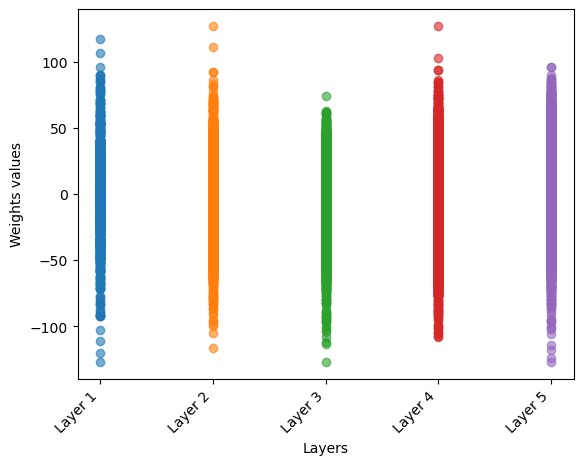 100
50
0
−50
−100
Weights values
Layer 1
Layer 2
Layer 3
Layer 4
Layer 5
Layers